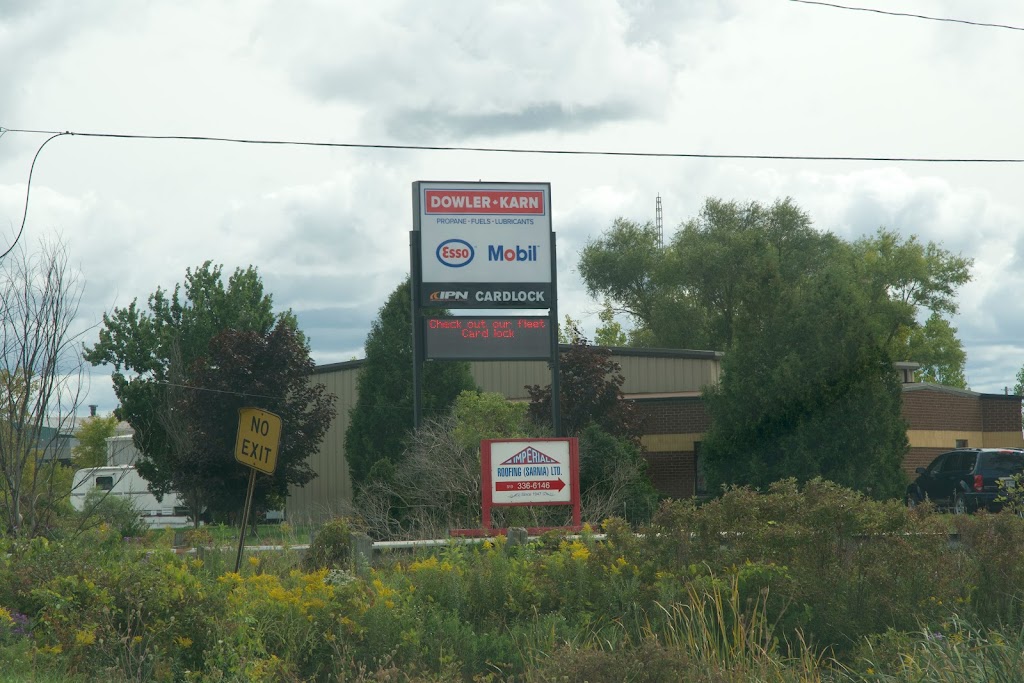 DOWLER KARN
PROPANE - FUELS - LUBRICANTS
Esso Mobil
IPN CARDLOCK
Check out our fleet
Card lock
NO
EXIT
IMPERIAL
ROOFING (SARNIA) LTD.
336-6146